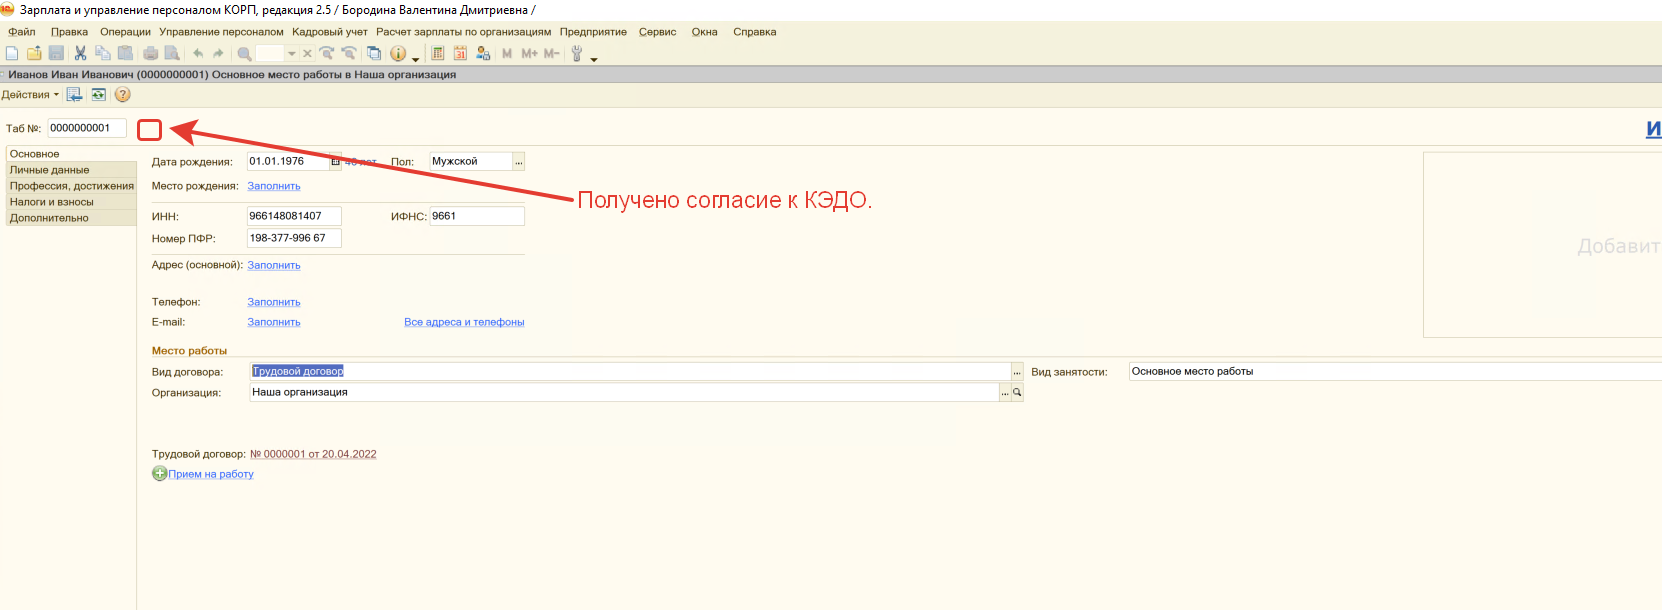 Зарплата и управление персоналом КОРП, редакция 2.5 / Бородина Валентина Дмитриевна /
Файл Правка Операции Управление персоналом Кадровый учет Расчет зарплаты по организациям Предприятие Сервис Окна Справка
M M+ M-
Иванов Иван Иванович (0000000001) Основное место работы в Наша организация
Действия
Таб №: 0000000001
И
Основное
Личные данные
Профессия, достижения
Налоги и взносы
Дополнительно
Дата рождения: 01.01.1976 46 лет Пол: Мужской ...
Место рождения: Заполнить
Получено согласие к КЭДО.
ИНН: 966148081407 ИФНС: 9661
Номер ПФР: 198-377-996 67
Добавит
Адрес (основной): Заполнить
Телефон: Заполнить
E-mail: Заполнить Все адреса и телефоны
Место работы
Вид договора: Трудовой договор ... Вид занятости: Основное место работы
Организация: Наша организация ...
Трудовой договор: № 0000001 от 20.04.2022
Прием на работу